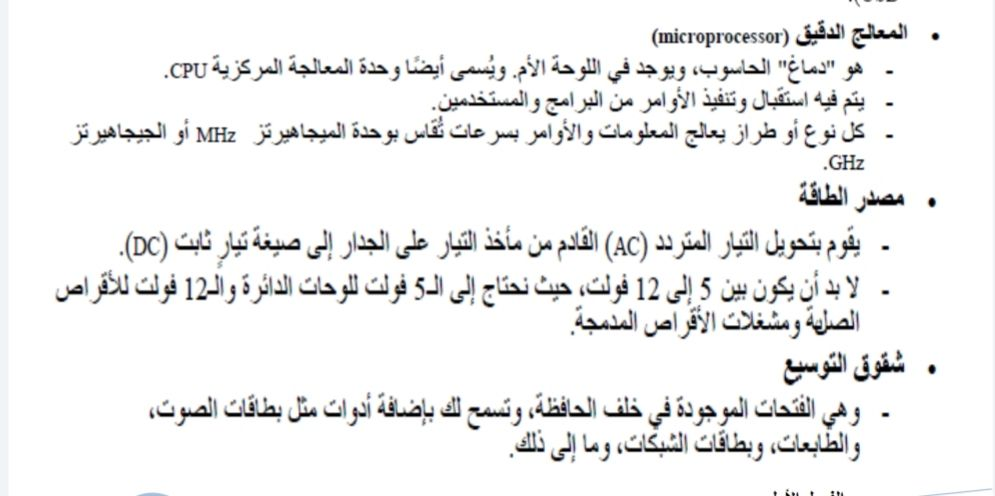 • المعالج الدقيق (microprocessor)
- هو "دماغ" الحاسوب، ويوجد في اللوحة الأم. ويُسمى أيضًا وحدة المعالجة المركزية CPU.
- يتم فيه استقبال وتنفيذ الأوامر من البرامج والمستخدمين.
- كل نوع أو طراز يعالج المعلومات والأوامر بسرعات تُقاس بوحدة الميجاهيرتز MHz أو الجيجاهيرتز
GHz.
• مصدر الطاقة
- يقوم بتحويل التيار المتردد (AC) القادم من مأخذ التيار على الجدار إلى صيغة تيارٍ ثابت (DC).
- لا بد أن يكون بين 5 إلى 12 فولت، حيث نحتاج إلى الـ5 فولت للوحات الدائرة والـ12 فولت للأقراص
الصلبة ومشغلات الأقراص المدمجة.
• شقوق التوسيع
- وهي الفتحات الموجودة في خلف الحافظة، وتسمح لك بإضافة أدوات مثل بطاقات الصوت،
والطابعات، وبطاقات الشبكات، وما إلى ذلك.